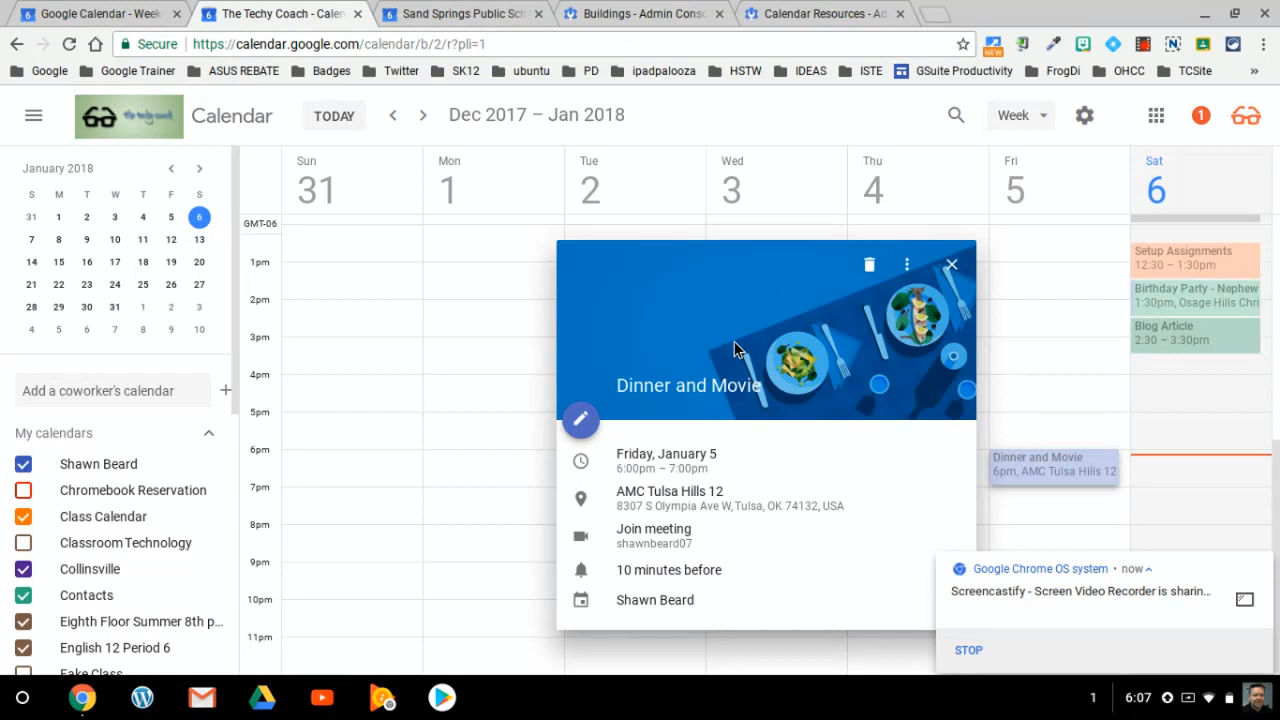 Google Calendar - Week
The Techy Coach - Calen
Sand Springs Public Sch
Buildings - Admin Conso
Calendar Resources - Ad
Secure
https://calendar.google.com/calendar/b/2/r?pli=1
NEW
Google
Google Trainer
ASUS REBATE
Badges
Twitter
SK12
ubuntu
PD
ipadpalooza
HSTW
IDEAS
ISTE
GSuite Productivity
FrogDi
OHCC
TCSite
the techy coach
Calendar
TODAY
Dec 2017 – Jan 2018
Week
1
January 2018
S M T W T F S
31 1 2 3 4 5 6
7 8 9 10 11 12 13
14 15 16 17 18 19 20
21 22 23 24 25 26 27
28 29 30 31 1 2 3
4 5 6 7 8 9 10
Add a coworker's calendar
My calendars
Shawn Beard
Chromebook Reservation
Class Calendar
Classroom Technology
Collinsville
Contacts
Eighth Floor Summer 8th p...
English 12 Period 6
Fake Class
Sun Mon Tue Wed Thu Fri Sat
31 1 2 3 4 5 6
GMT-06
1pm
2pm
3pm
4pm
5pm
6pm
7pm
8pm
9pm
10pm
11pm
Dinner and Movie
Friday, January 5
6:00pm – 7:00pm
AMC Tulsa Hills 12
8307 S Olympia Ave W, Tulsa, OK 74132, USA
Join meeting
shawnbeard07
10 minutes before
Shawn Beard
Dinner and Movie
6pm, AMC Tulsa Hills 12
Setup Assignments
12:30 – 1:30pm
Birthday Party - Nephew
1:30pm, Osage Hills Chri
Blog Article
2:30 – 3:30pm
Google Chrome OS system • now
Screencastify - Screen Video Recorder is sharin...
STOP
1
6:07